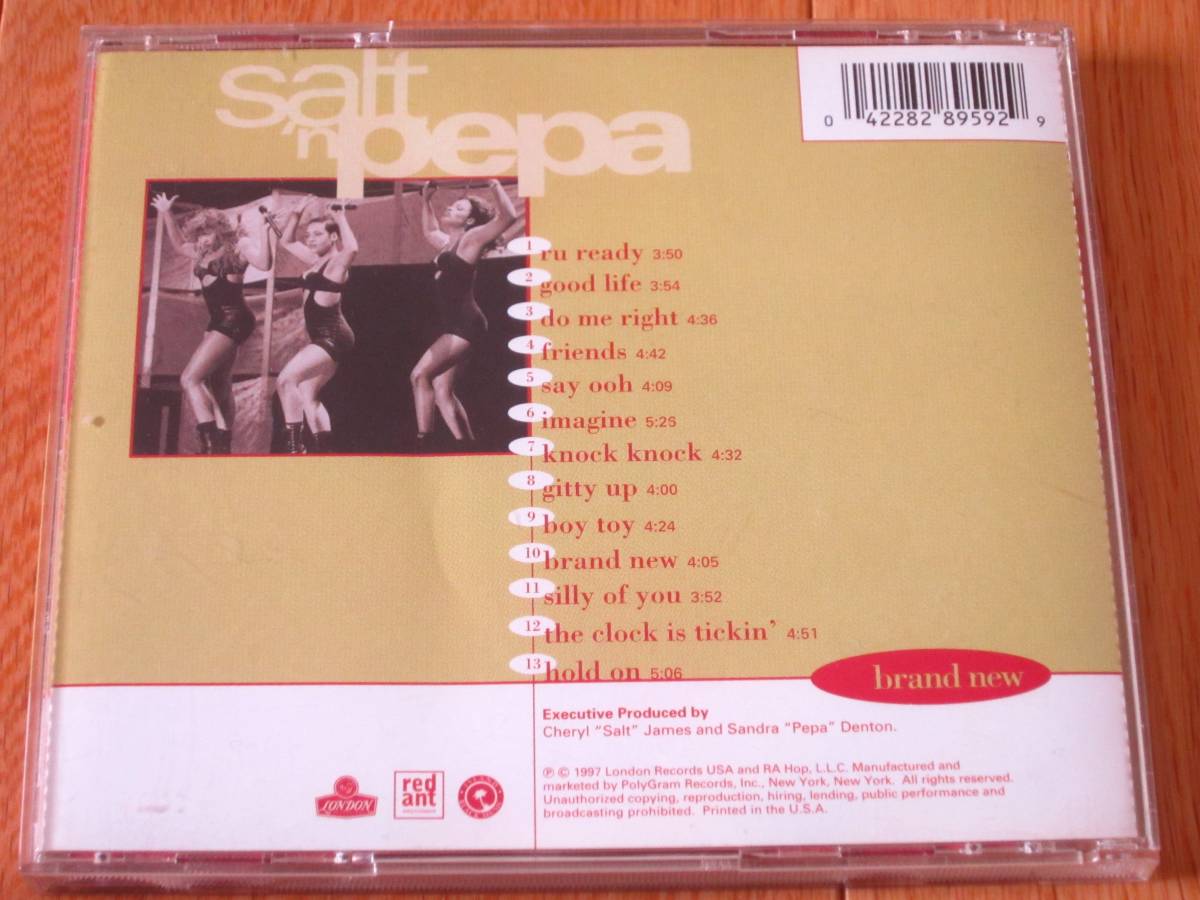 salt
'n pepa
0 42282 89592 9
1 ru ready 3:50
2 good life 3:54
3 do me right 4:36
4 friends 4:42
5 say ooh 4:09
6 imagine 5:26
7 knock knock 4:32
8 gitty up 4:00
9 boy toy 4:24
10 brand new 4:05
11 silly of you 3:52
12 the clock is tickin' 4:51
13 hold on 5:06
brand new
Executive Produced by
Cheryl "Salt" James and Sandra "Pepa" Denton.
℗ © 1997 London Records USA and RA Hop, L.L.C. Manufactured and
marketed by PolyGram Records, Inc., New York, New York. All rights reserved.
Unauthorized copying, reproduction, hiring, lending, public performance and
broadcasting prohibited. Printed in the U.S.A.
LONDON
red
ant